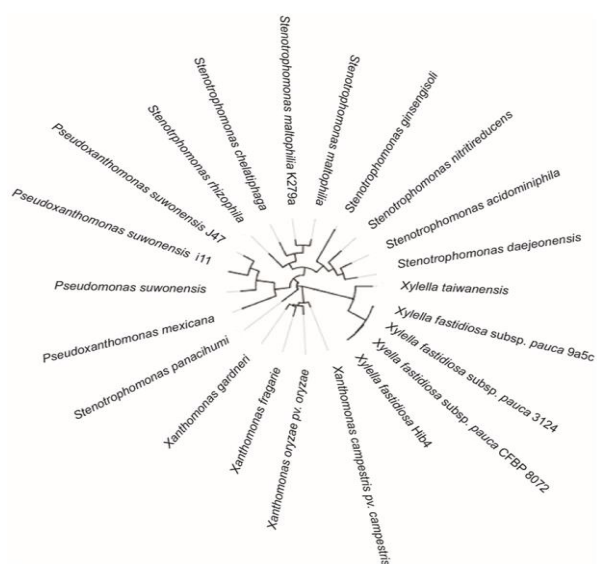 Stenotrophomonas maltophilia K279a
Stenotrophomonas maltophilia
Stenotrophomonas ginsengisoli
Stenotrophomonas nitritireducens
Stenotrophomonas acidominiphila
Stenotrophomonas daejeonensis
Xylella taiwanensis
Xylella fastidiosa subsp. pauca 9a5c
Xylella fastidiosa subsp. pauca 3124
Xyella fastidiosa subsp. pauca CFBP 8072
Xylella fastidiosa Hib4
Xanthomonas campestris pv. campestris
Xanthomonas oryzae pv. oryzae
Xanthomonas fragarie
Xanthomonas gardneri
Stenotrophomonas panacihumi
Pseudoxanthomonas mexicana
Pseudomonas suwonensis
Pseudoxanthomonas suwonensis i11
Pseudoxanthomonas suwonensis J47
Stenotrphomonas rhizophila
Stenotrophomonas chelatiphaga